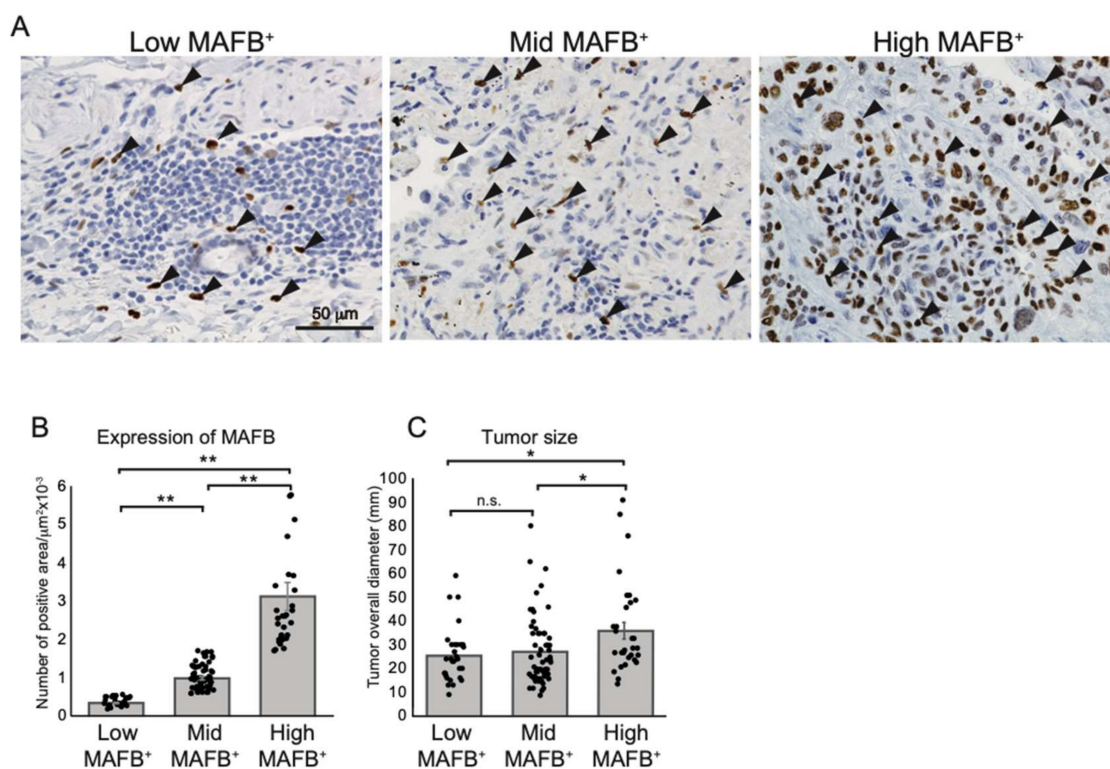 A
Low MAFB⁺ Mid MAFB⁺ High MAFB⁺
50 µm
B
Expression of MAFB
**
** **
Number of positive area/µm²x10⁻³
6
5
4
3
2
1
0
Low Mid High
MAFB⁺ MAFB⁺ MAFB⁺
C
Tumor size
*
n.s. *
Tumor overall diameter (mm)
100
90
80
70
60
50
40
30
20
10
0
Low Mid High
MAFB⁺ MAFB⁺ MAFB⁺